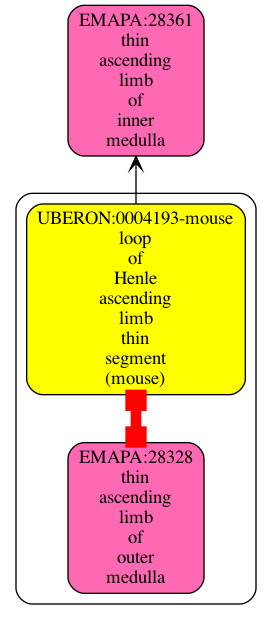 EMAPA:28361
thin
ascending
limb
of
inner
medulla
UBERON:0004193-mouse
loop
of
Henle
ascending
limb
thin
segment
(mouse)
EMAPA:28328
thin
ascending
limb
of
outer
medulla